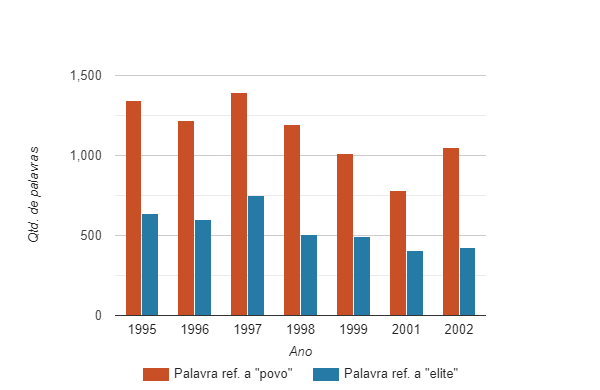 1,500
1,000
500
0
Qtd. de palavras
1995 1996 1997 1998 1999 2001 2002
Ano
Palavra ref. a "povo" Palavra ref. a "elite"